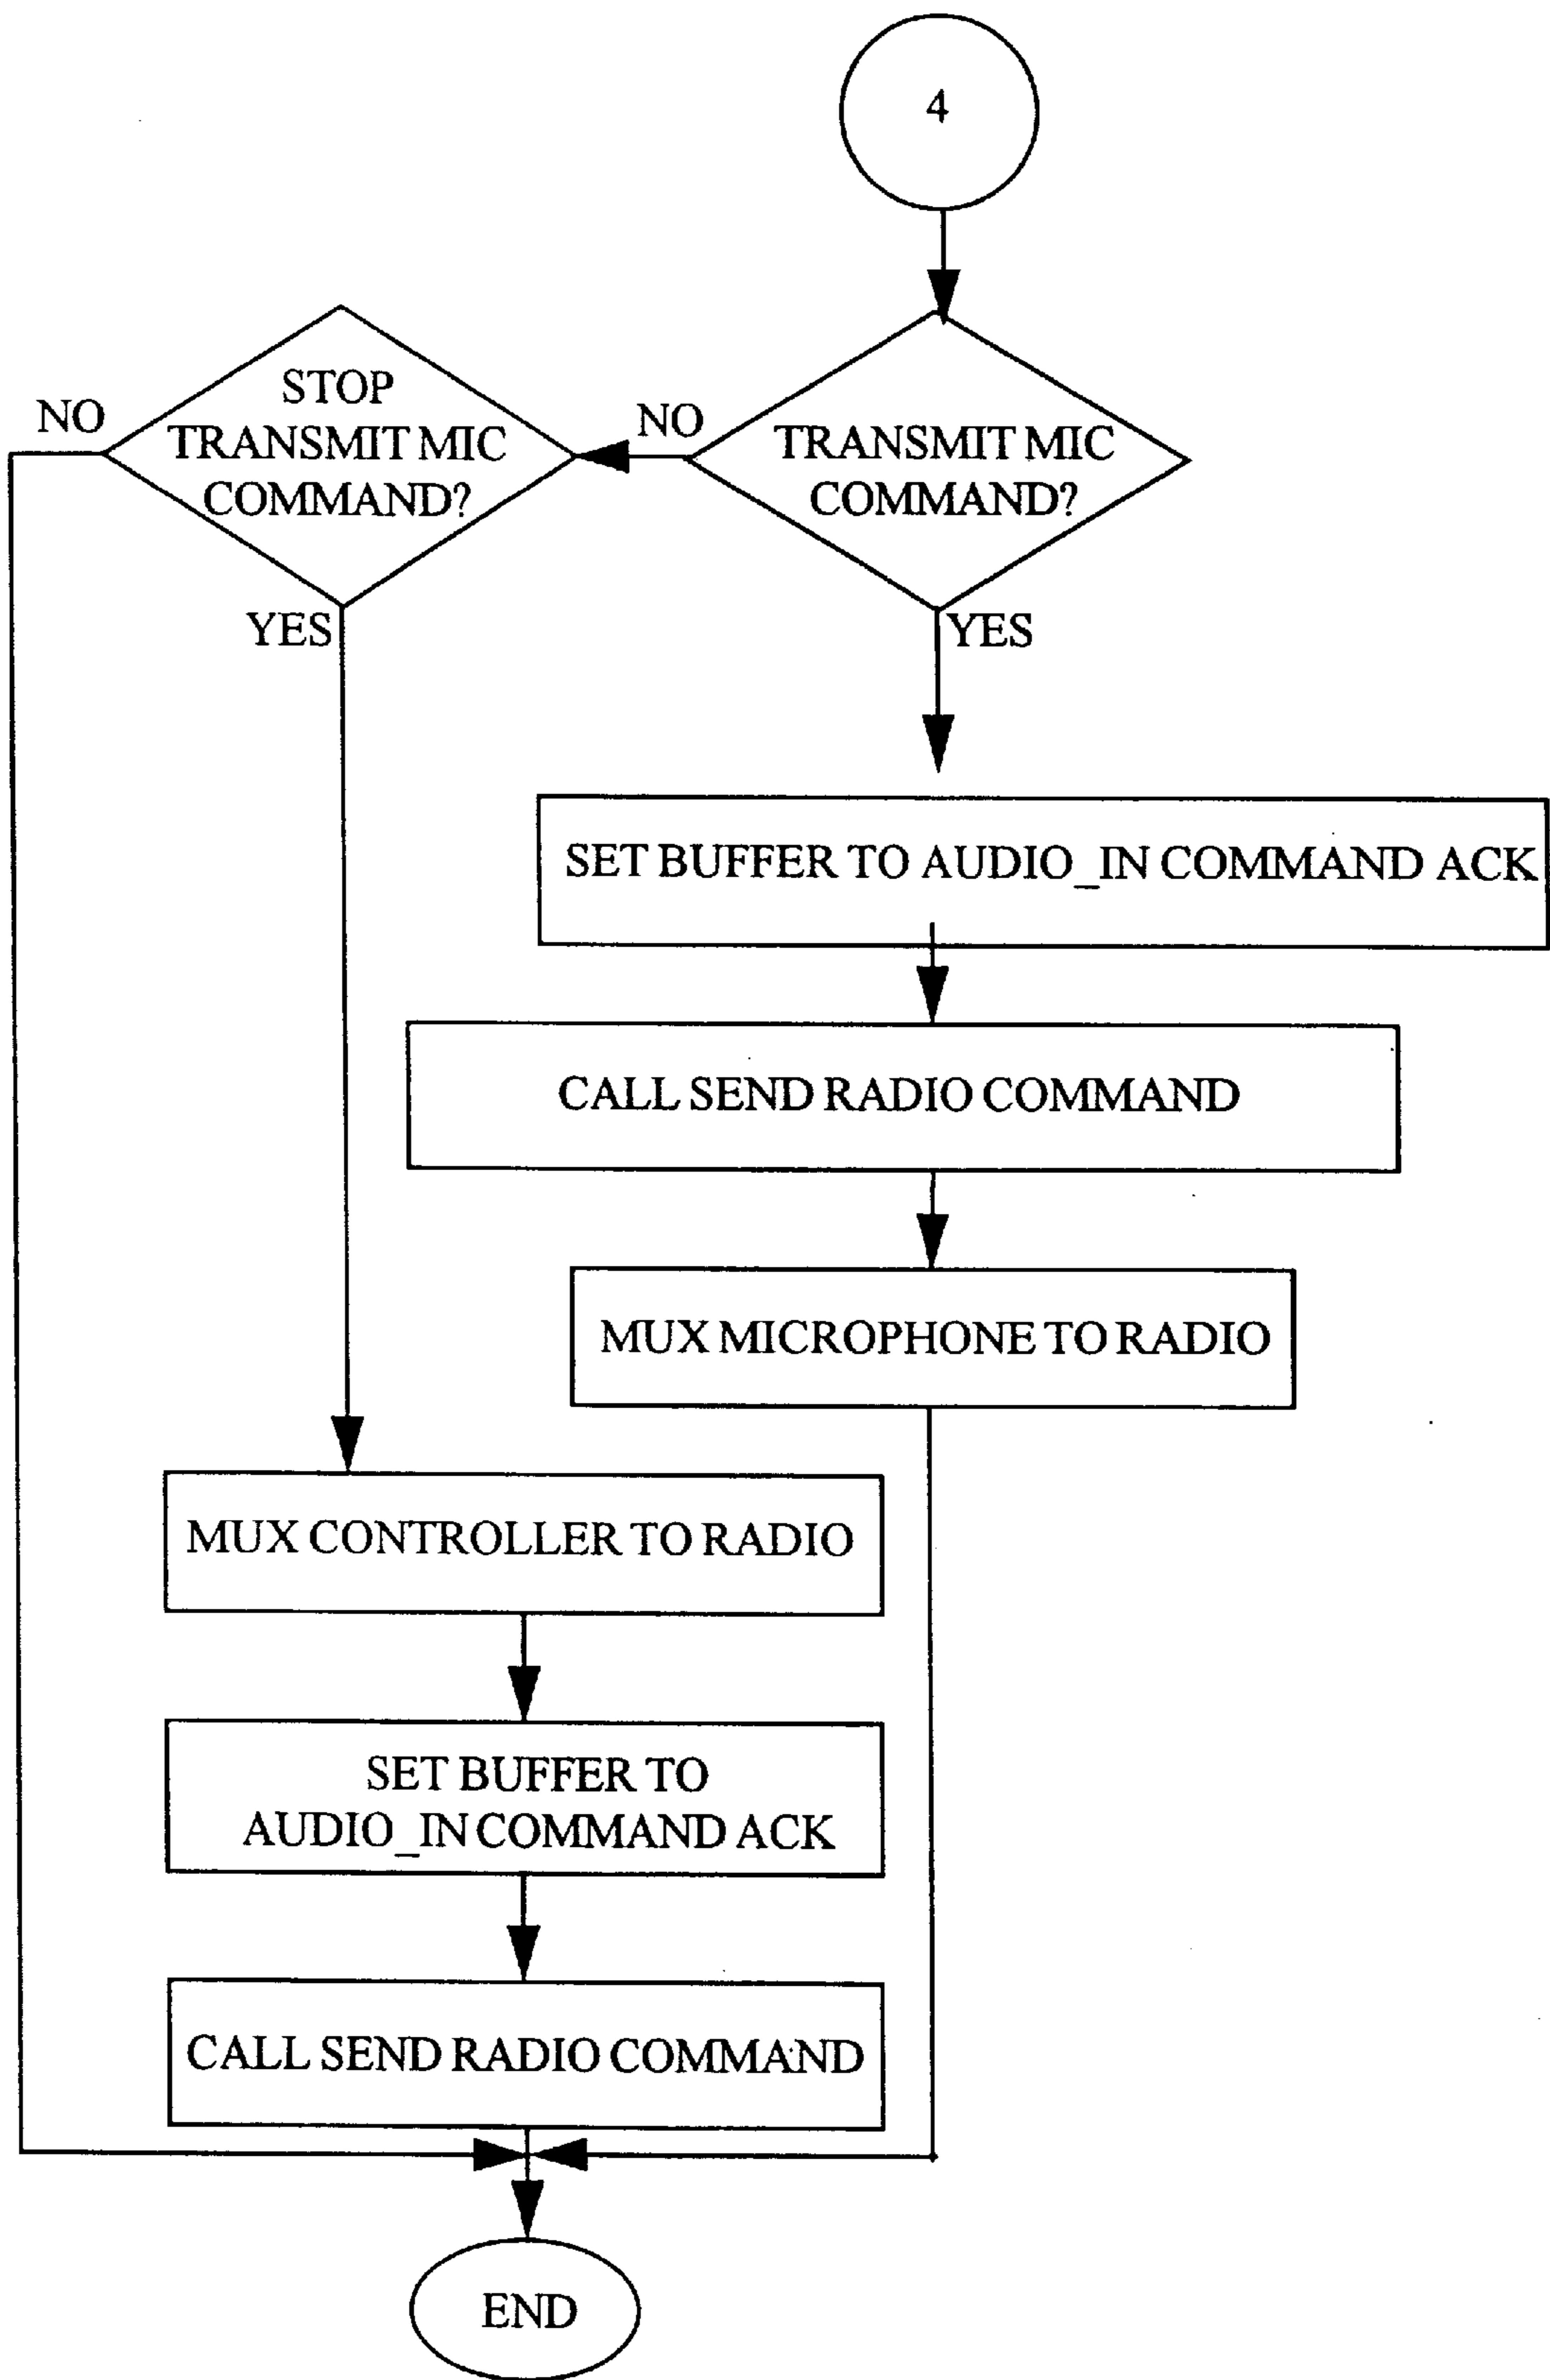 4
STOP
TRANSMIT MIC
COMMAND?
NO
NO
TRANSMIT MIC
COMMAND?
YES
YES
SET BUFFER TO AUDIO_IN COMMAND ACK
CALL SEND RADIO COMMAND
MUX MICROPHONE TO RADIO
MUX CONTROLLER TO RADIO
SET BUFFER TO
AUDIO_IN COMMAND ACK
CALL SEND RADIO COMMAND
END